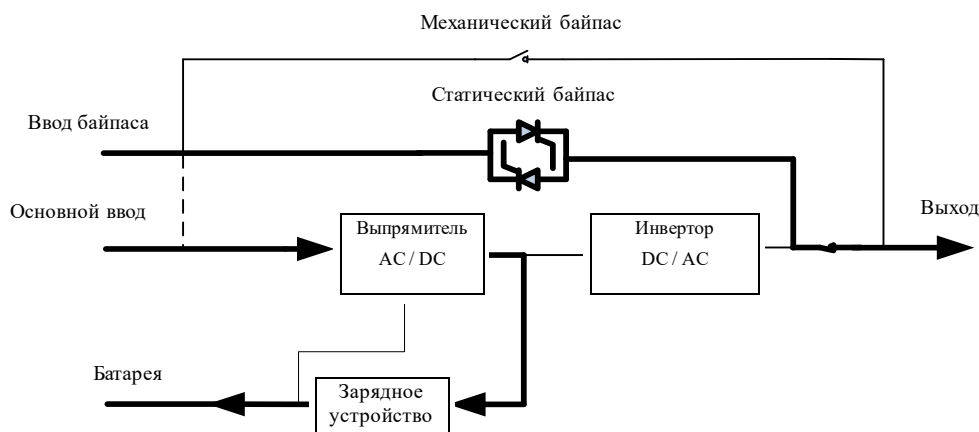 Механический байпас
Статический байпас
Ввод байпаса
Основной ввод
Выпрямитель
AC / DC
Инвертор
DC / AC
Выход
Батарея
Зарядное
устройство